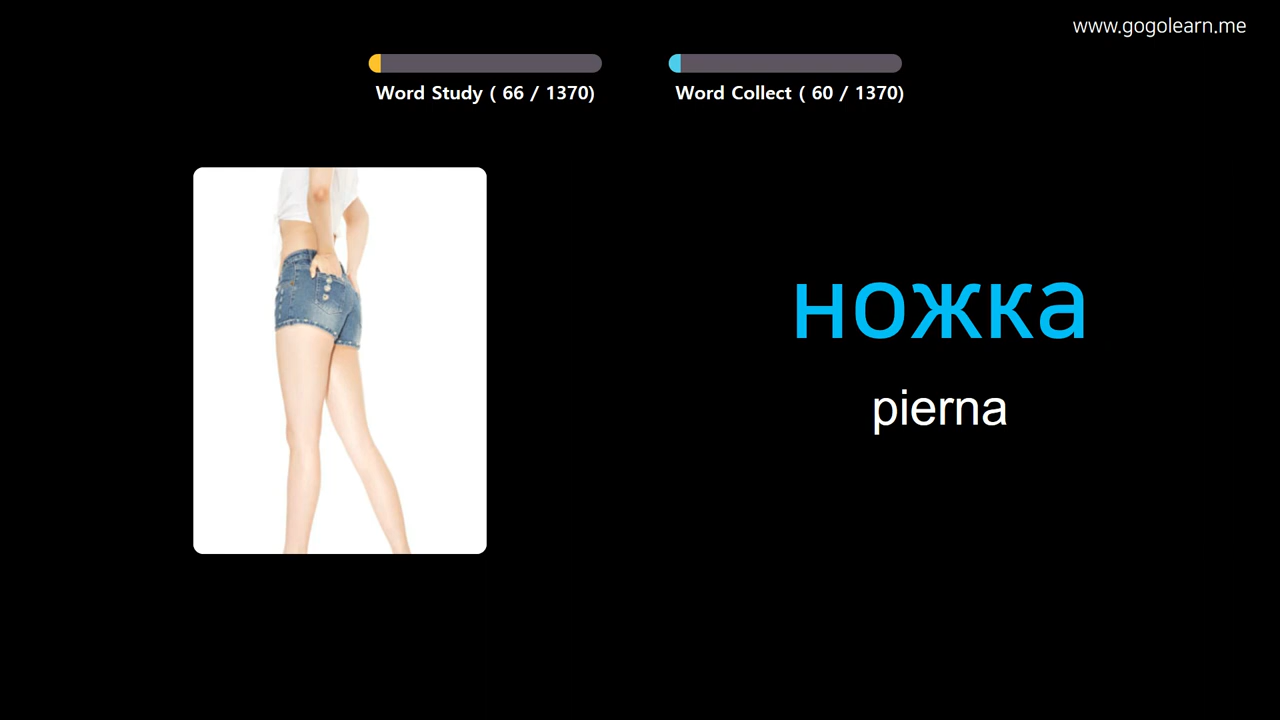 www.gogolearn.me
Word Study ( 66 / 1370)
Word Collect ( 60 / 1370)
ножка
pierna